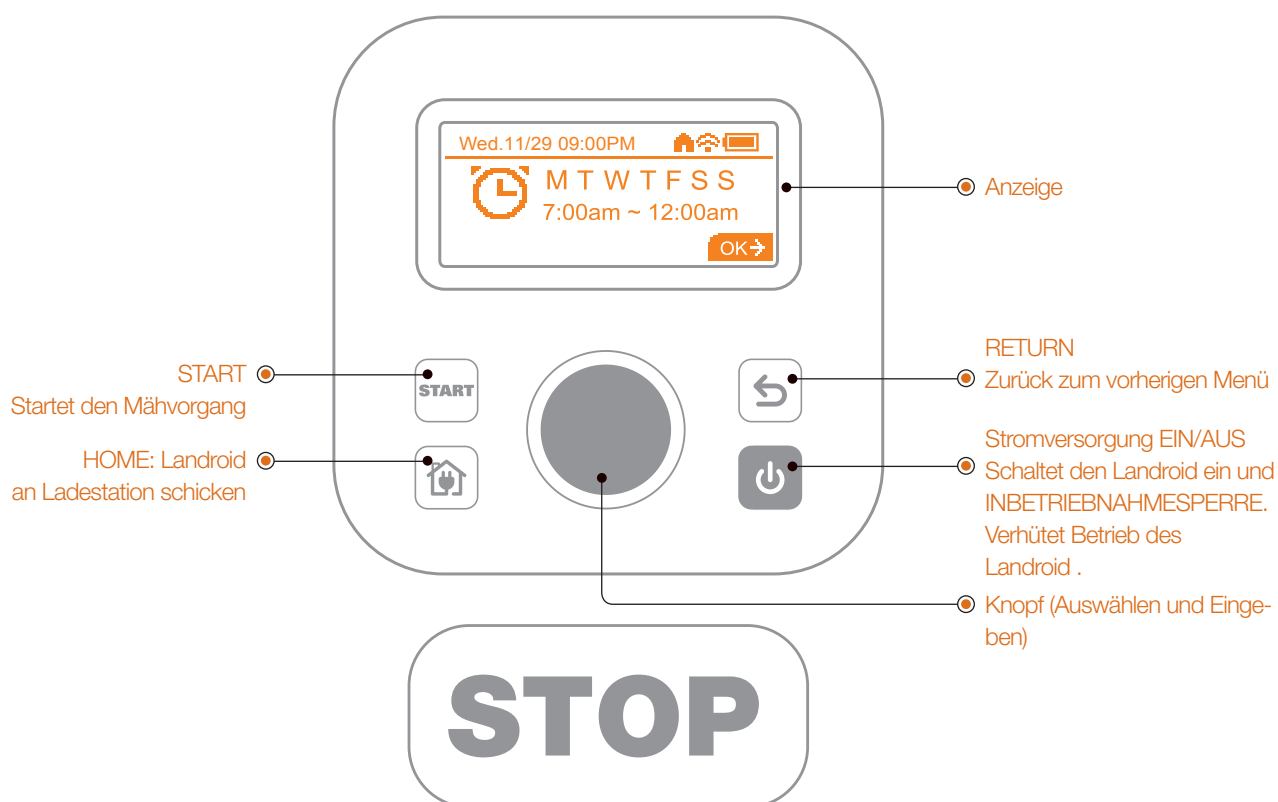 Wed.11/29 09:00PM
M T W T F S S
7:00am ~ 12:00am
OK
Anzeige
START
Startet den Mähvorgang
START
HOME: Landroid
an Ladestation schicken
RETURN
Zurück zum vorherigen Menü
Stromversorgung EIN/AUS
Schaltet den Landroid ein und
INBETRIEBNAHMESPERRE.
Verhütet Betrieb des
Landroid .
Knopf (Auswählen und Einge-
ben)
STOP